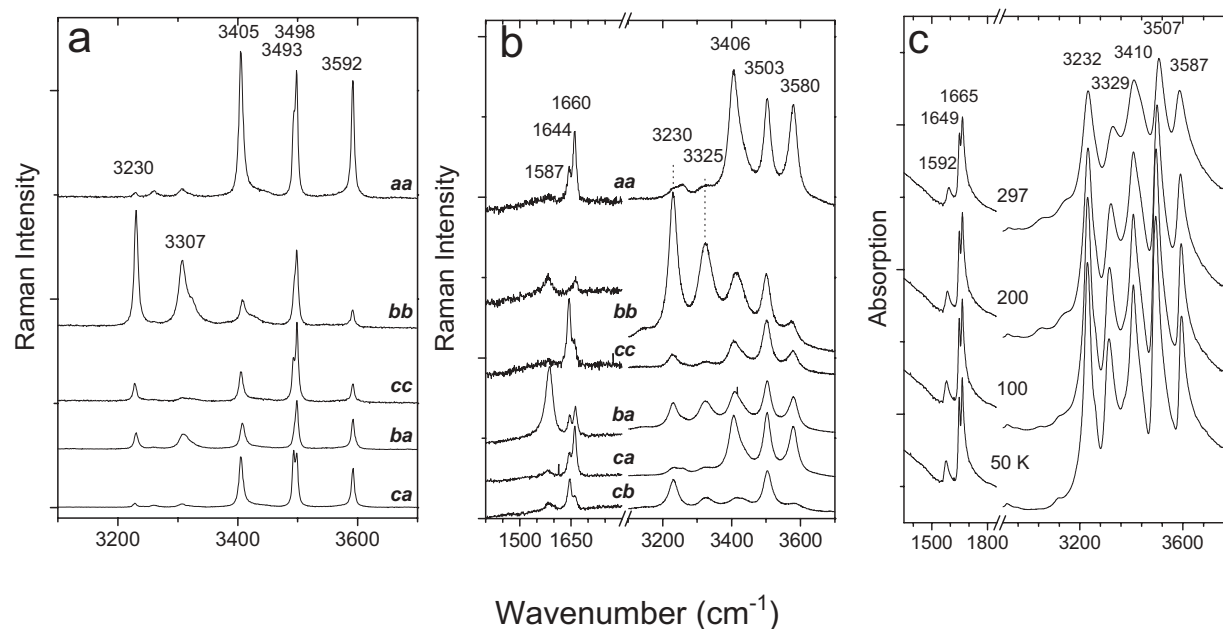 a
3405
3498
3493
3592
3230
aa
3307
bb
cc
ba
ca
Raman Intensity
3200
3400
3600
b
3406
3503
3580
1660
1644
1587
3230
3325
aa
bb
cc
ba
ca
cb
Raman Intensity
1500
1650
3200
3400
3600
c
3507
3410
3232
3329
3587
1665
1649
1592
297
200
100
50 K
Absorption
1500
1800
3200
3600
Wavenumber (cm⁻¹)